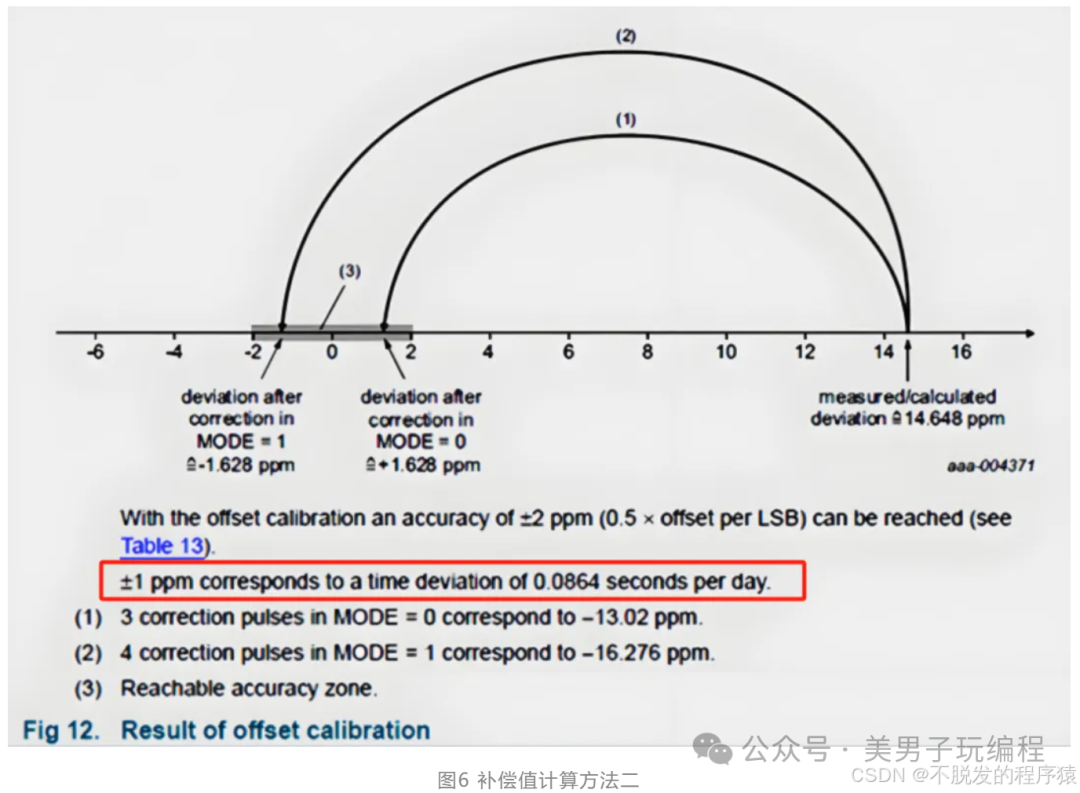 (2)
(1)
(3)
-6 -4 -2 0 2 4 6 8 10 12 14 16
deviation after
correction in
MODE = 1
≙-1.628 ppm
deviation after
correction in
MODE = 0
≙+1.628 ppm
measured/calculated
deviation ≙14.648 ppm
aaa-004371
With the offset calibration an accuracy of ±2 ppm (0.5 × offset per LSB) can be reached (see
Table 13).
±1 ppm corresponds to a time deviation of 0.0864 seconds per day.
(1) 3 correction pulses in MODE = 0 correspond to −13.02 ppm.
(2) 4 correction pulses in MODE = 1 correspond to −16.276 ppm.
(3) Reachable accuracy zone.
Fig 12. Result of offset calibration
公众号 · 美男子玩编程
图6 补偿值计算方法二
CSDN @不脱发的程序猿